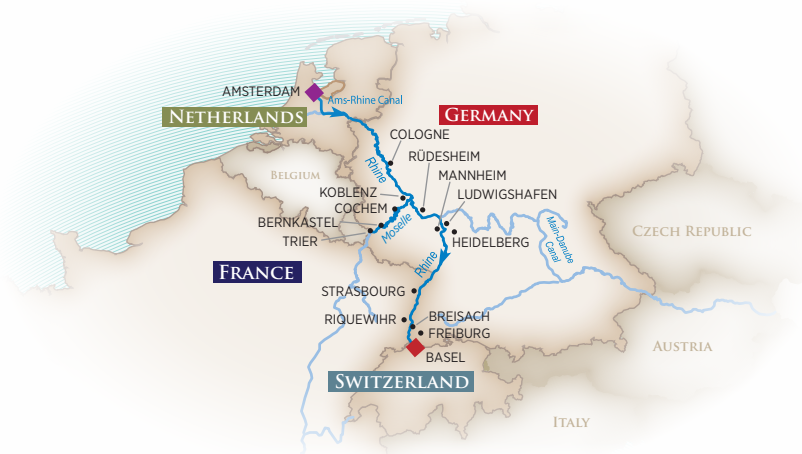 AMSTERDAM
Ams-Rhine Canal
NETHERLANDS
GERMANY
COLOGNE
RÜDESHEIM
Rhine
BELGIUM
MANNHEIM
KOBLENZ
LUDWIGSHAFEN
COCHEM
BERNKASTEL
Moselle
TRIER
HEIDELBERG
Main-Danube
Canal
CZECH REPUBLIC
FRANCE
Rhine
STRASBOURG
RIQUEWIHR
BREISACH
FREIBURG
AUSTRIA
BASEL
SWITZERLAND
ITALY